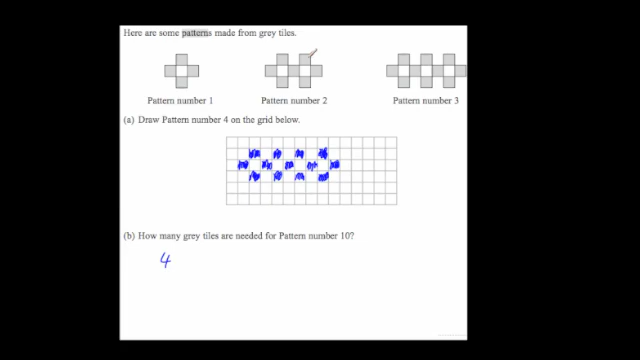 Here are some patterns made from grey tiles.
Pattern number 1
Pattern number 2
Pattern number 3
(a) Draw Pattern number 4 on the grid below.
(b) How many grey tiles are needed for Pattern number 10?
4